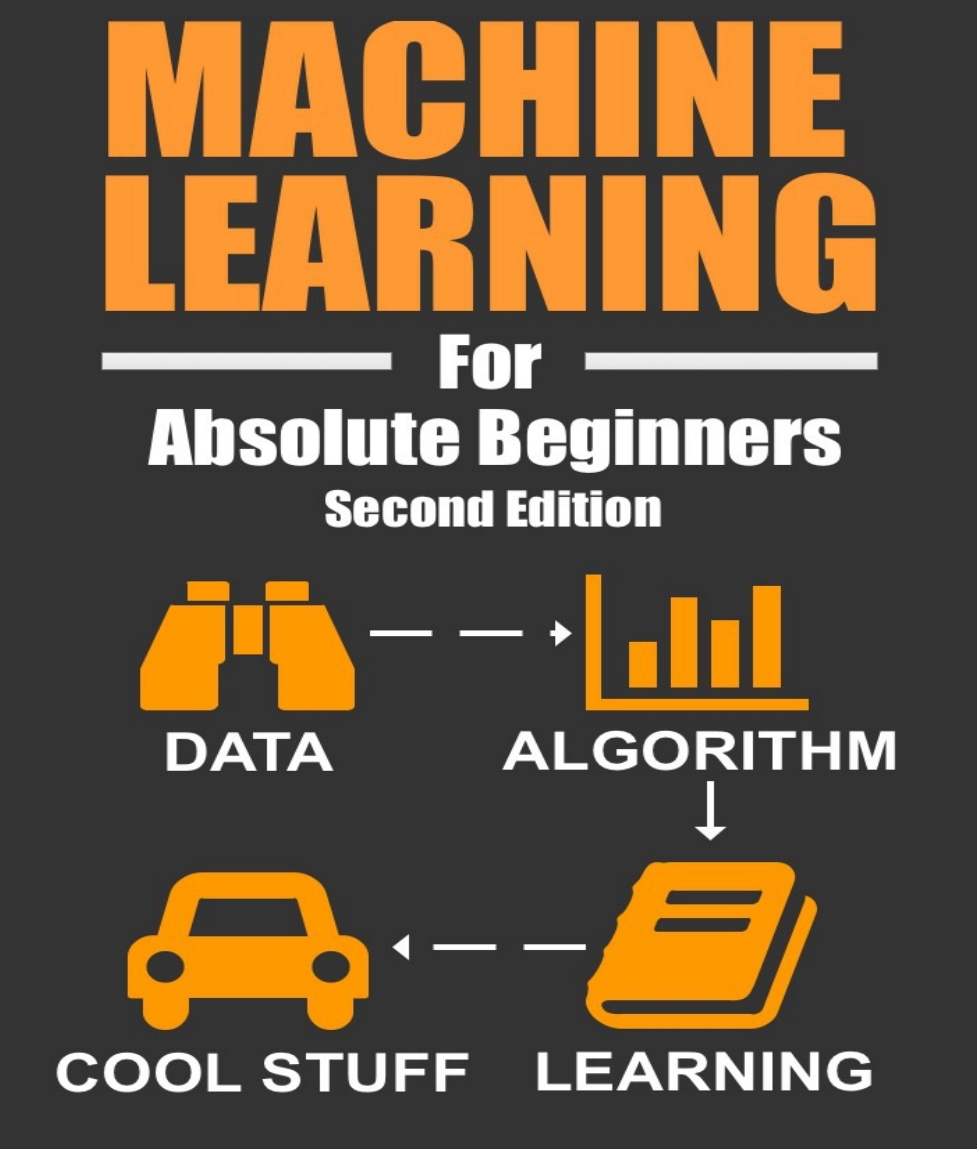 MACHINE
LEARNING
For
Absolute Beginners
Second Edition
DATA
ALGORITHM
COOL STUFF
LEARNING